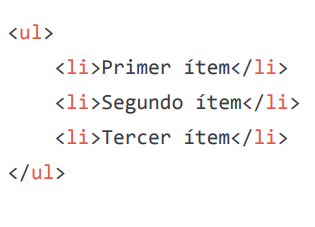 <ul>
    <li>Primer ítem</li>
    <li>Segundo ítem</li>
    <li>Tercer ítem</li>
</ul>